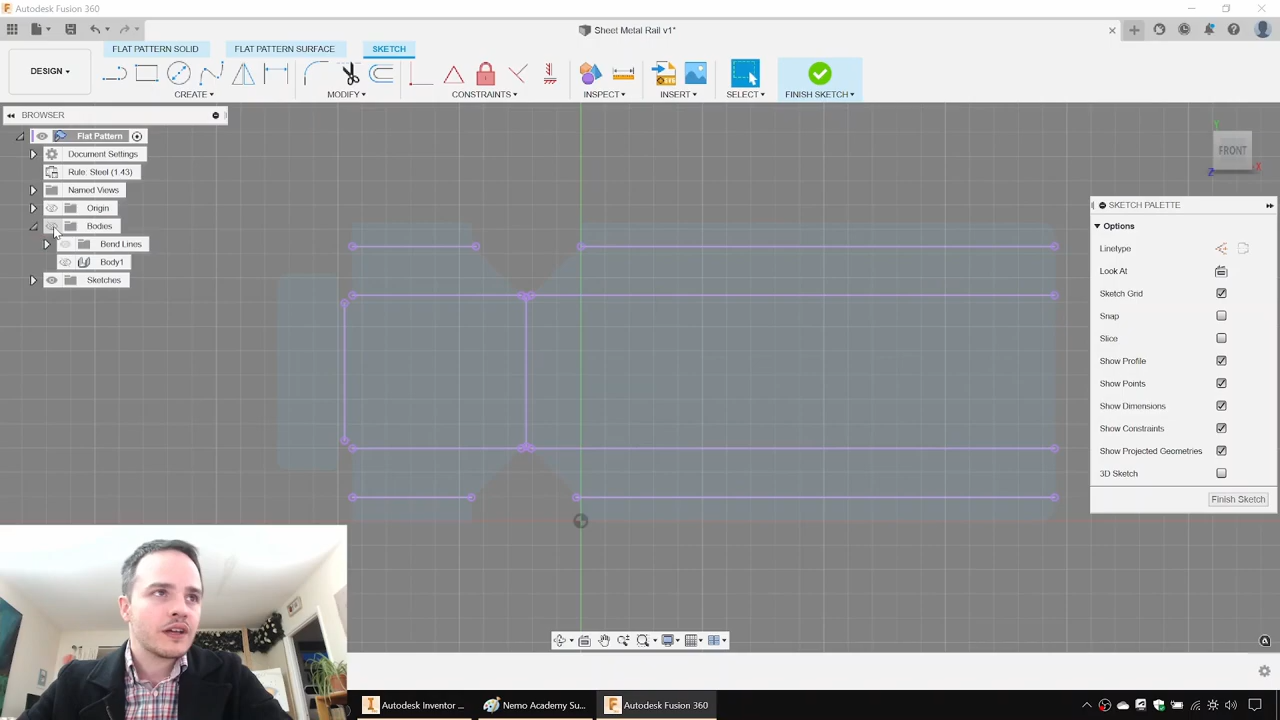 Autodesk Fusion 360
Sheet Metal Rail v1*
DESIGN
FLAT PATTERN SOLID
FLAT PATTERN SURFACE
SKETCH
CREATE
MODIFY
CONSTRAINTS
INSPECT
INSERT
SELECT
FINISH SKETCH
BROWSER
Flat Pattern
Document Settings
Rule: Steel (1.43)
Named Views
Origin
Bodies
Bend Lines
Body1
Sketches
Y
FRONT
X
Z
SKETCH PALETTE
Options
Linetype
Look At
Sketch Grid
Snap
Slice
Show Profile
Show Points
Show Dimensions
Show Constraints
Show Projected Geometries
3D Sketch
Finish Sketch
Autodesk Inventor ...
Nemo Academy Su...
Autodesk Fusion 360